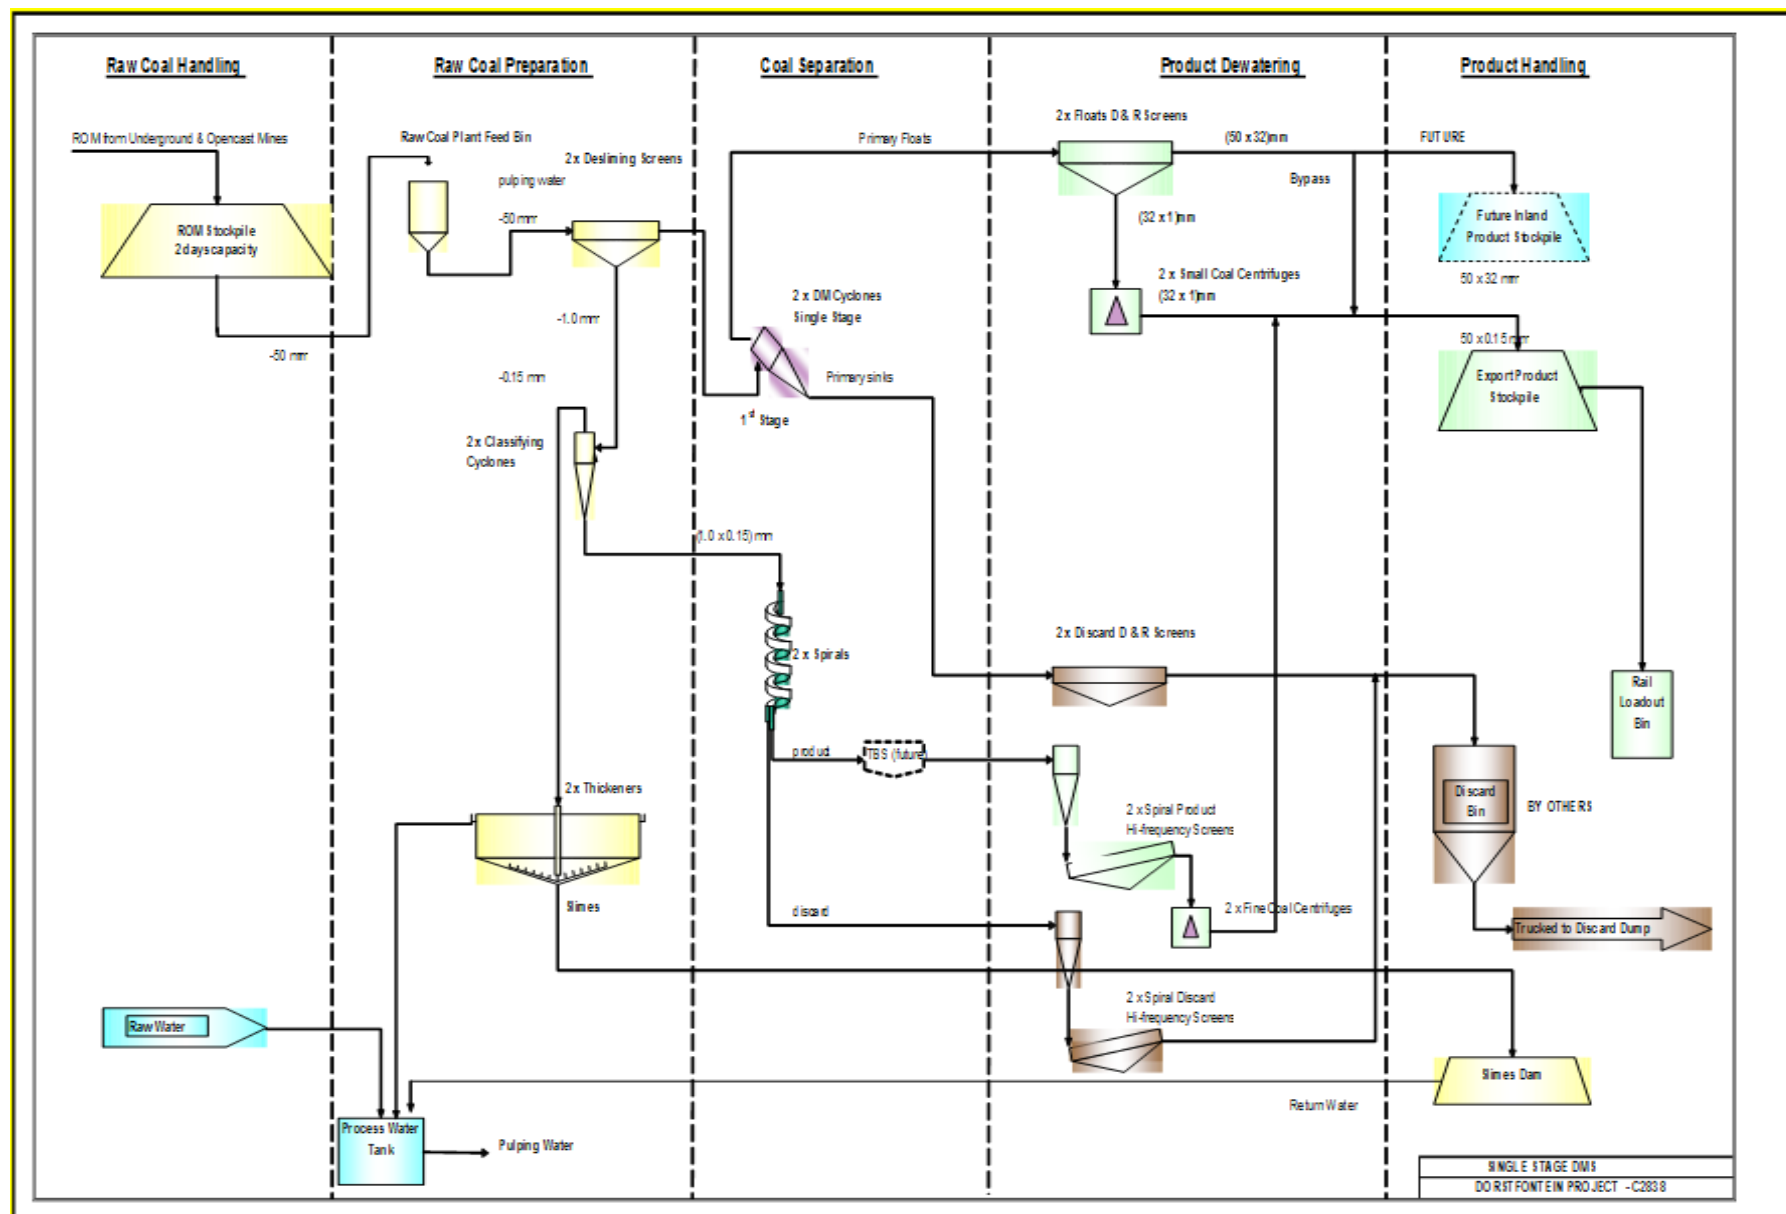 Raw Coal Handling
Raw Coal Preparation
Coal Separation
Product Dewatering
Product Handling
ROM from Underground & Opencast Mines
Raw Coal Plant Feed Bin
2 x Desliming Screens
pulping water
-50 mm
Primary Floats
2 x Floats D & R Screens
(50 x 32)mm
FUTURE
Bypass
ROM Stockpile
2 days capacity
(32 x 1)mm
Future Inland
Product Stockpile
50 x 32 mm
2 x DM Cyclones
Single Stage
2 x Small Coal Centrifuges
(32 x 1)mm
-1.0 mm
-50 mm
50 x 0.15 mm
-0.15 mm
Primary sinks
Export Product
Stockpile
1st Stage
2 x Classifying
Cyclones
(1.0 x 0.15) mm
2 x Spirals
2 x Discard D & R Screens
Rail
Loadout
Bin
product
TBS (future)
2 x Thickeners
2 x Spiral Product
Hi-frequency Screens
Discard
Bin
BY OTHERS
Slimes
discard
2 x Fine Coal Centrifuges
Trucked to Discard Dump
2 x Spiral Discard
Hi-frequency Screens
Raw Water
Slimes Dam
Return Water
Process Water
Tank
Pulping Water
SINGLE STAGE DMS
DORSTFONTEIN PROJECT - C2838